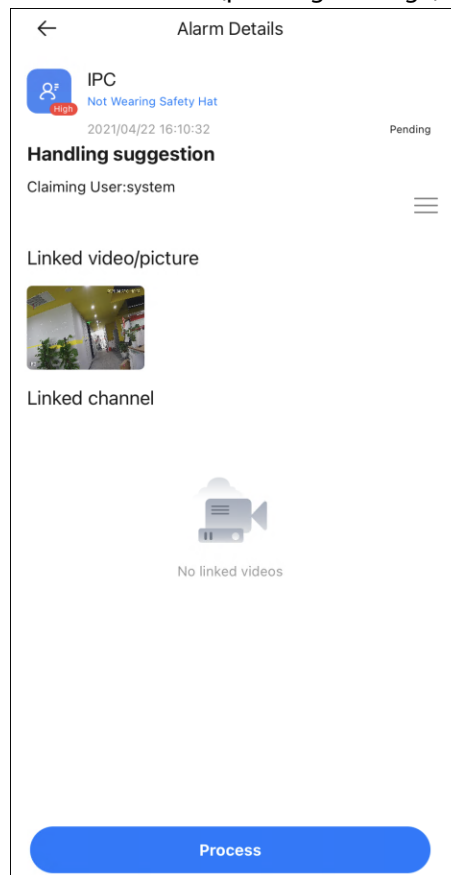 Alarm Details
IPC
High
Not Wearing Safety Hat
2021/04/22 16:10:32
Pending
Handling suggestion
Claiming User:system
Linked video/picture
Linked channel
No linked videos
Process